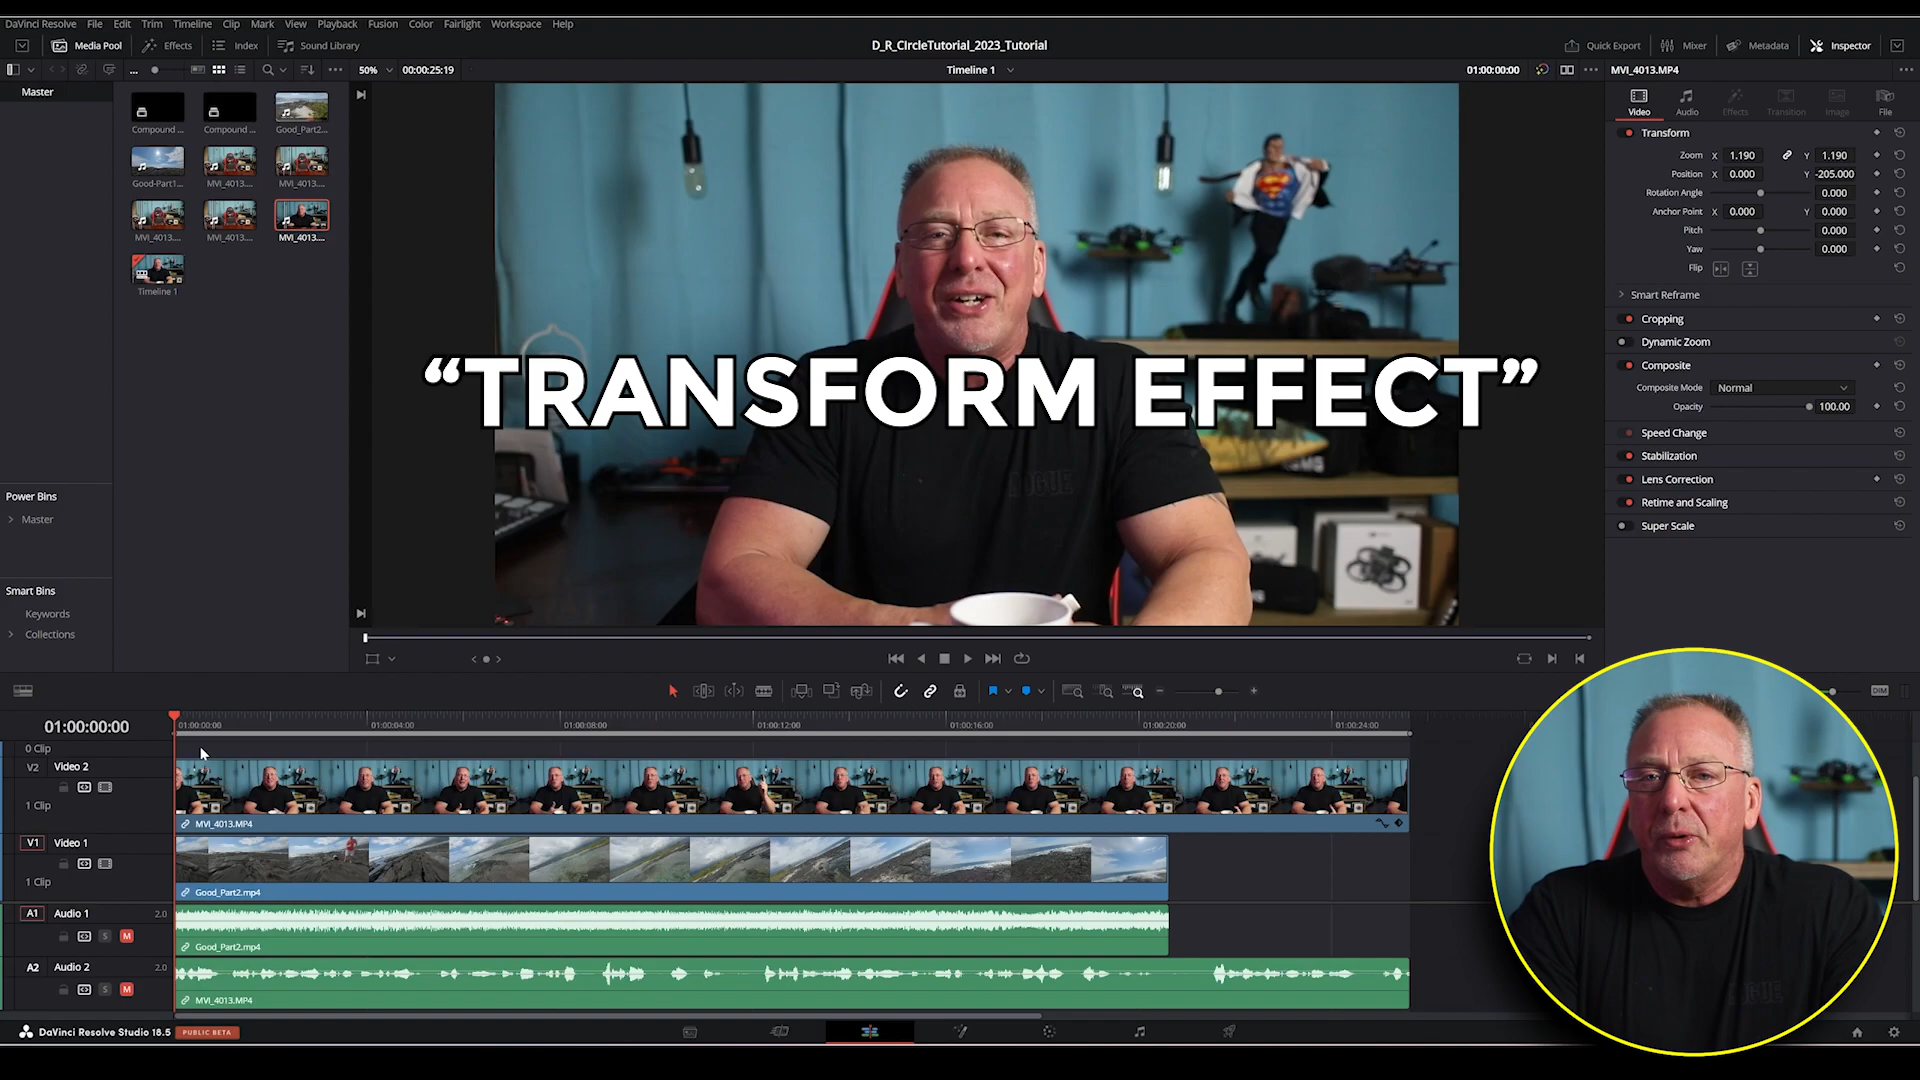 DaVinci Resolve File Edit Trim Timeline Clip Mark View Playback Fusion Color Fairlight Workspace Help
Media Pool Effects Index Sound Library D_R_CIrcleTutorial_2023_Tutorial Quick Export Mixer Metadata Inspector
50% 00:00:25:19 Timeline 1 01:00:00:00 MVI_4013.MP4
Master
Compound ... Compound ... Good_Part2...
Good-Part1... MVI_4013.... MVI_4013....
MVI_4013.... MVI_4013.... MVI_4013....
Timeline 1
Power Bins
Master
Smart Bins
Keywords
Collections
“TRANSFORM EFFECT”
Video Audio Effects Transition Image File
Transform
Zoom X 1.190 Y 1.190
Position X 0.000 Y -205.000
Rotation Angle 0.000
Anchor Point X 0.000 Y 0.000
Pitch 0.000
Yaw 0.000
Flip
Smart Reframe
Cropping
Dynamic Zoom
Composite
Composite Mode Normal
Opacity 100.00
Speed Change
Stabilization
Lens Correction
Retime and Scaling
Super Scale
DIM
01:00:00:00 01:00:00:00 01:00:04:00 01:00:08:00 01:00:12:00 01:00:16:00 01:00:20:00 01:00:24:00
0 Clip
V2 Video 2
1 Clip
MVI_4013.MP4
V1 Video 1
1 Clip
Good_Part2.mp4
A1 Audio 1 2.0
S M
Good_Part2.mp4
A2 Audio 2 2.0
S M
MVI_4013.MP4
DaVinci Resolve Studio 18.5 PUBLIC BETA